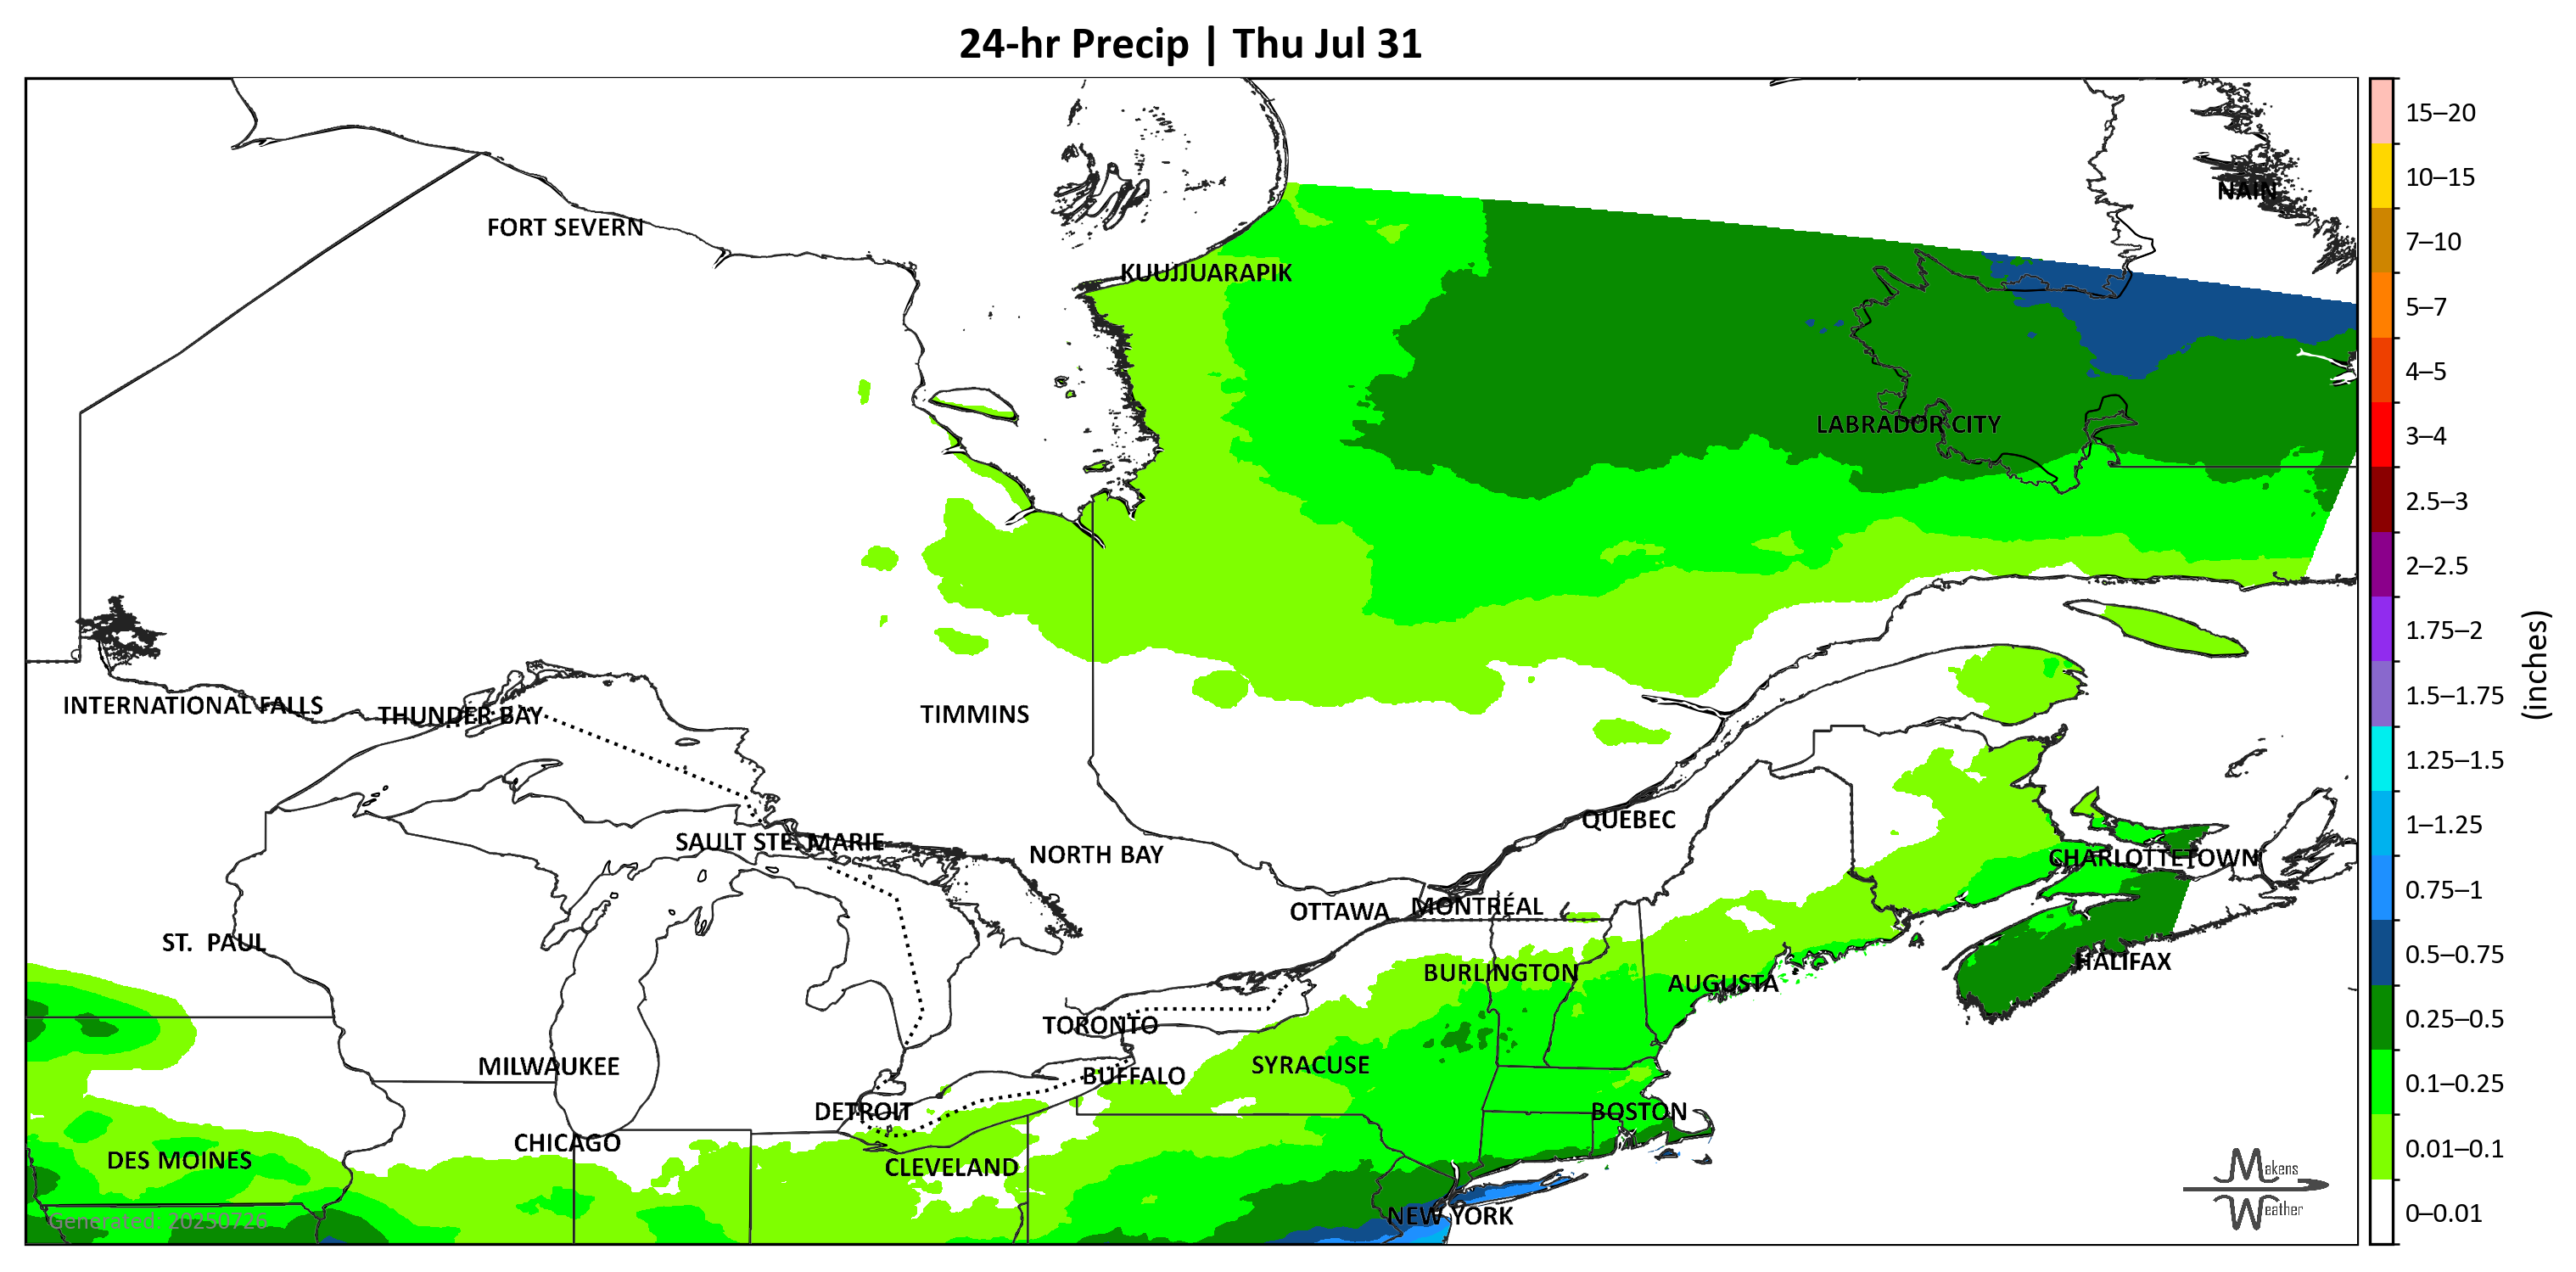 24-hr Precip | Thu Jul 31
15–20
10–15
NAIN
FORT SEVERN
7–10
KUUJJUARAPIK
5–7
4–5
LABRADOR CITY
3–4
2.5–3
2–2.5
1.75–2
(inches)
1.5–1.75
INTERNATIONAL FALLS
THUNDER BAY
TIMMINS
1.25–1.5
QUÉBEC
1–1.25
SAULT STE. MARIE
NORTH BAY
CHARLOTTETOWN
0.75–1
OTTAWA
MONTRÉAL
ST. PAUL
0.5–0.75
HALIFAX
BURLINGTON
AUGUSTA
0.25–0.5
TORONTO
MILWAUKEE
SYRACUSE
BUFFALO
0.1–0.25
DETROIT
BOSTON
CHICAGO
0.01–0.1
DES MOINES
CLEVELAND
Makens
Weather
0–0.01
Generated: 20250726
NEW YORK